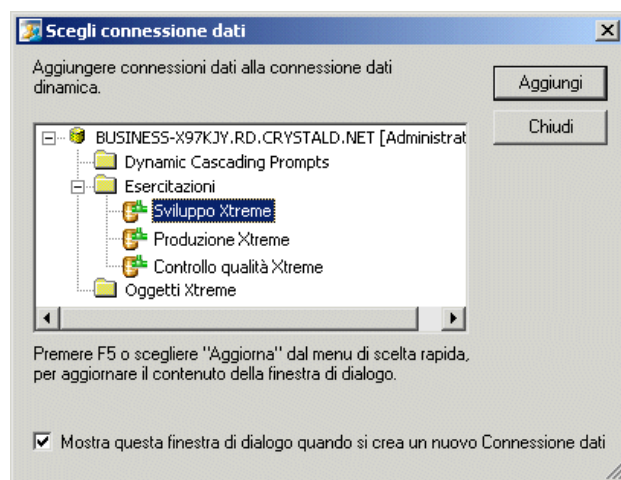 Scegli connessione dati
Aggiungere connessioni dati alla connessione dati
dinamica.
Aggiungi
Chiudi
BUSINESS-X97KJY.RD.CRYSTALD.NET [Administrat
Dynamic Cascading Prompts
Esercitazioni
Sviluppo Xtreme
Produzione Xtreme
Controllo qualità Xtreme
Oggetti Xtreme
Premere F5 o scegliere "Aggiorna" dal menu di scelta rapida,
per aggiornare il contenuto della finestra di dialogo.
Mostra questa finestra di dialogo quando si crea un nuovo Connessione dati